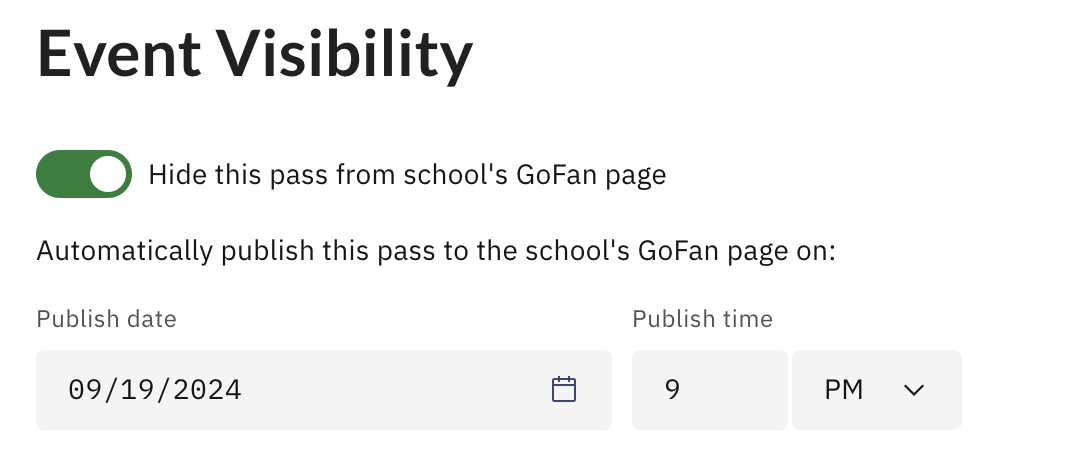 Event Visibility
Hide this pass from school's GoFan page
Automatically publish this pass to the school's GoFan page on:
Publish date Publish time
09/19/2024 9 PM